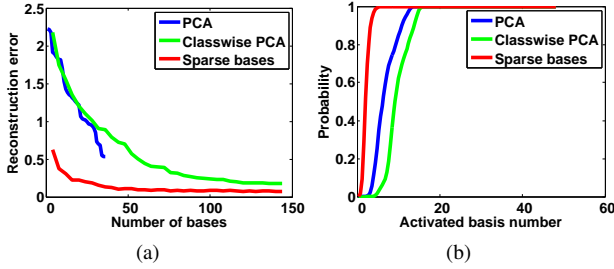 2.5
2
1.5
1
0.5
0
0
50
100
150
Reconstruction error
Number of bases
PCA
Classwise PCA
Sparse bases
(a)
1
0.8
0.6
0.4
0.2
0
0
20
40
60
Probability
Activated basis number
PCA
Classwise PCA
Sparse bases
(b)